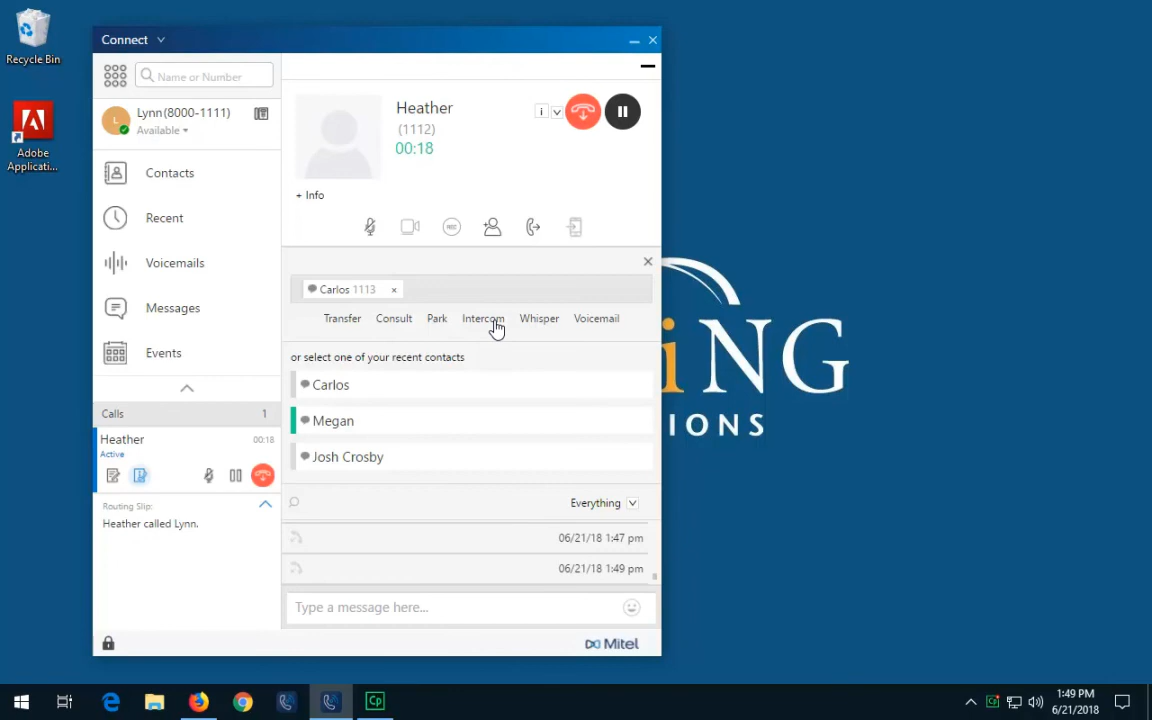 Recycle Bin
Adobe
Applicati...
Connect
Name or Number
Lynn(8000-1111)
Available
L
Contacts
Recent
Voicemails
Messages
Events
Calls 1
Heather 00:18
Active
Routing Slip:
Heather called Lynn.
Heather
(1112)
00:18
i
+ Info
REC
Carlos 1113 ×
Transfer Consult Park Intercom Whisper Voicemail
or select one of your recent contacts
Carlos
Megan
Josh Crosby
Everything
06/21/18 1:47 pm
06/21/18 1:49 pm
Type a message here...
Mitel
iNG
IONS
Cp
1:49 PM
6/21/2018